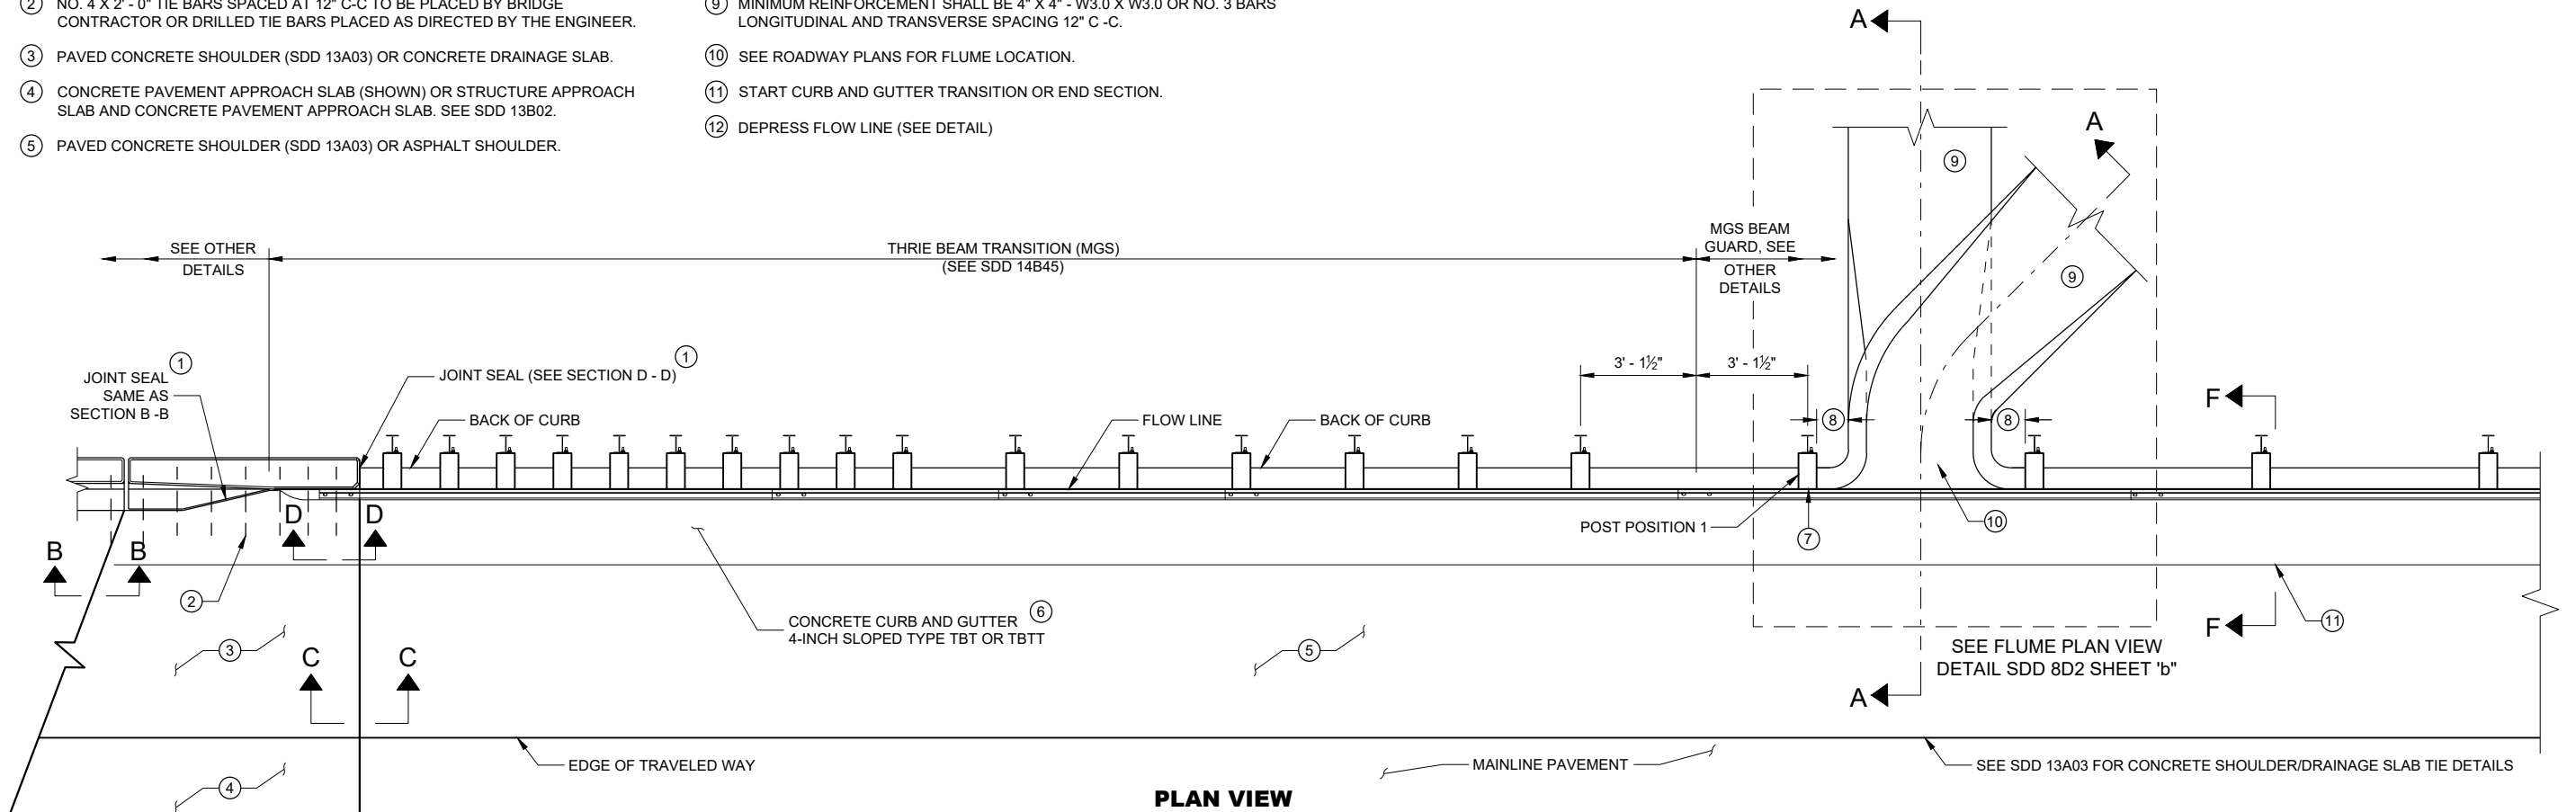 ② NO. 4 X 2' - 0" TIE BARS SPACED AT 12" C-C TO BE PLACED BY BRIDGE
CONTRACTOR OR DRILLED TIE BARS PLACED AS DIRECTED BY THE ENGINEER.
③ PAVED CONCRETE SHOULDER (SDD 13A03) OR CONCRETE DRAINAGE SLAB.
④ CONCRETE PAVEMENT APPROACH SLAB (SHOWN) OR STRUCTURE APPROACH
SLAB AND CONCRETE PAVEMENT APPROACH SLAB. SEE SDD 13B02.
⑤ PAVED CONCRETE SHOULDER (SDD 13A03) OR ASPHALT SHOULDER.
⑨ MINIMUM REINFORCEMENT SHALL BE 4" X 4" - W3.0 X W3.0 OR NO. 3 BARS
LONGITUDINAL AND TRANSVERSE SPACING 12" C -C.
⑩ SEE ROADWAY PLANS FOR FLUME LOCATION.
⑪ START CURB AND GUTTER TRANSITION OR END SECTION.
⑫ DEPRESS FLOW LINE (SEE DETAIL)
A
A
⑨
⑨
SEE OTHER
DETAILS
THRIE BEAM TRANSITION (MGS)
(SEE SDD 14B45)
MGS BEAM
GUARD, SEE
OTHER
DETAILS
①
JOINT SEAL
SAME AS
SECTION B -B
JOINT SEAL (SEE SECTION D - D) ①
3' - 1½"
3' - 1½"
BACK OF CURB
FLOW LINE
BACK OF CURB
⑧
⑧
F
D
D
B
B
②
POST POSITION 1
⑦
⑩
CONCRETE CURB AND GUTTER ⑥
4-INCH SLOPED TYPE TBT OR TBTT
③
C
C
⑤
F
⑪
SEE FLUME PLAN VIEW
DETAIL SDD 8D2 SHEET 'b"
A
EDGE OF TRAVELED WAY
MAINLINE PAVEMENT
SEE SDD 13A03 FOR CONCRETE SHOULDER/DRAINAGE SLAB TIE DETAILS
④
PLAN VIEW